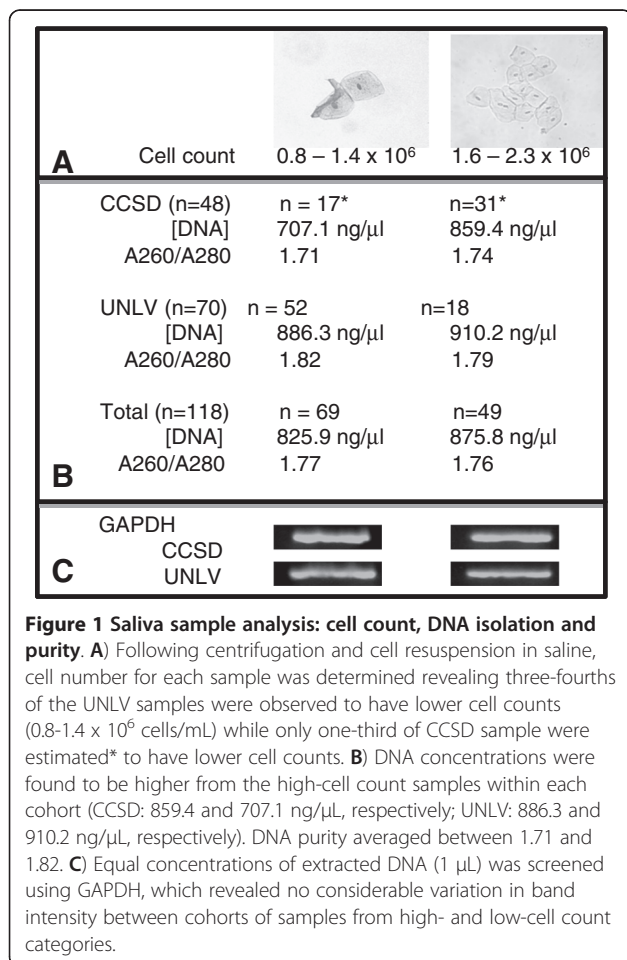 A Cell count 0.8 – 1.4 x 10⁶ 1.6 – 2.3 x 10⁶
CCSD (n=48) n = 17* n=31*
[DNA] 707.1 ng/μl 859.4 ng/μl
A260/A280 1.71 1.74
UNLV (n=70) n = 52 n=18
[DNA] 886.3 ng/μl 910.2 ng/μl
A260/A280 1.82 1.79
Total (n=118) n = 69 n=49
[DNA] 825.9 ng/μl 875.8 ng/μl
B A260/A280 1.77 1.76
GAPDH
CCSD
C UNLV
Figure 1 Saliva sample analysis: cell count, DNA isolation and
purity. A) Following centrifugation and cell resuspension in saline,
cell number for each sample was determined revealing three-fourths
of the UNLV samples were observed to have lower cell counts
(0.8-1.4 x 10⁶ cells/mL) while only one-third of CCSD sample were
estimated* to have lower cell counts. B) DNA concentrations were
found to be higher from the high-cell count samples within each
cohort (CCSD: 859.4 and 707.1 ng/μL, respectively; UNLV: 886.3 and
910.2 ng/μL, respectively). DNA purity averaged between 1.71 and
1.82. C) Equal concentrations of extracted DNA (1 μL) was screened
using GAPDH, which revealed no considerable variation in band
intensity between cohorts of samples from high- and low-cell count
categories.